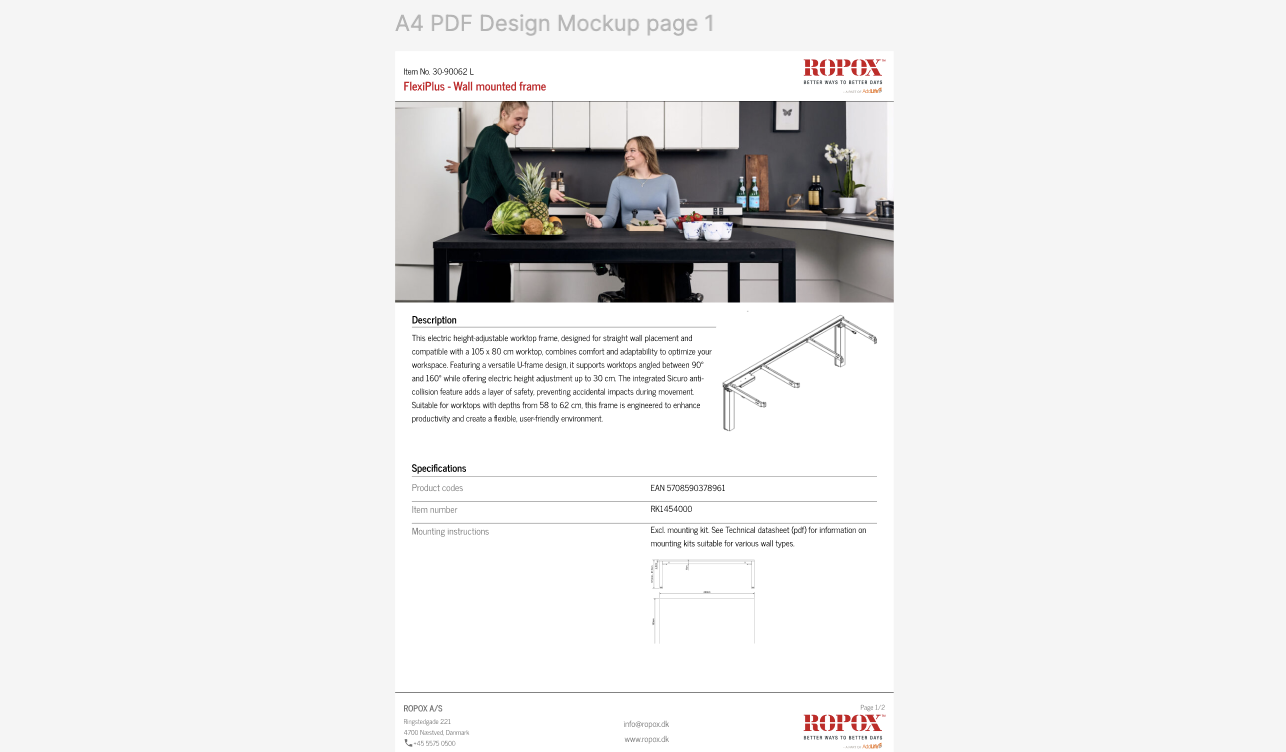 A4 PDF Design Mockup page 1
Item No. 30-90062 L
FlexiPlus - Wall mounted frame
ROPOX
BETTER WAYS TO BETTER DAYS
Description
This electric height-adjustable worktop frame, designed for straight wall placement and
compatible with a 105 x 80 cm worktop, combines comfort and adaptability to optimize your
workspace. Featuring a versatile U-frame design, it supports worktops angled between 90°
and 160° while offering electric height adjustment up to 30 cm. The integrated Sicuro anti-
collision feature adds a layer of safety, preventing accidental impacts during movement.
Suitable for worktops with depths from 58 to 62 cm, this frame is engineered to enhance
productivity and create a flexible, user-friendly environment.
Specifications
Product codes EAN 5708590378961
Item number RK1454000
Mounting instructions Excl. mounting kit. See Technical datasheet (pdf) for information on
mounting kits suitable for various wall types.
ROPOX A/S
Ringstedgade 221
4700 Næstved, Danmark
+45 5575 0500
info@ropox.dk
www.ropox.dk
Page 1/2
ROPOX
BETTER WAYS TO BETTER DAYS